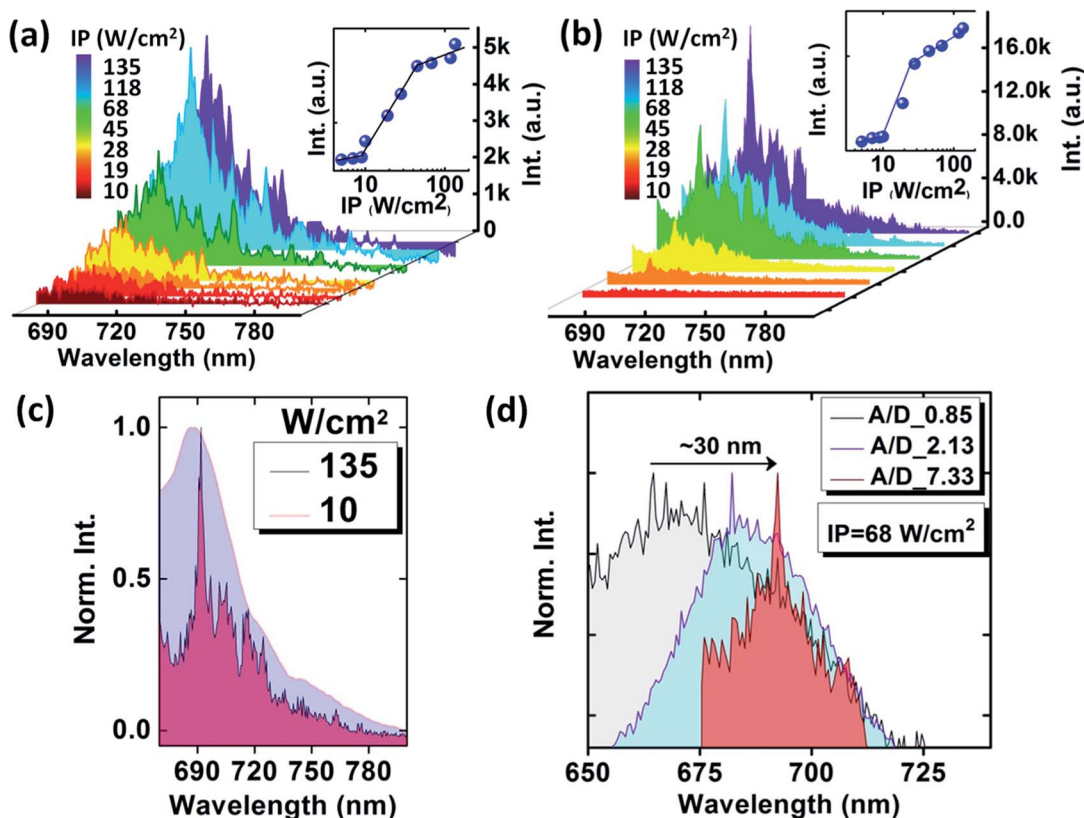 (a)
IP (W/cm²)
135
118
68
45
28
19
10
Int. (a.u.)
10 100
IP (W/cm²)
5k
4k
3k
2k
1k
0
Int. (a.u.)
690 720 750 780
Wavelength (nm)
(b)
IP (W/cm²)
135
118
68
45
28
19
10
Int. (a.u.)
10 100
IP (W/cm²)
16.0k
12.0k
8.0k
4.0k
0.0
Int. (a.u.)
690 720 750 780
Wavelength (nm)
(c)
W/cm²
135
10
1.0
0.5
0.0
Norm. Int.
690 720 750 780
Wavelength (nm)
(d)
~30 nm
A/D_0.85
A/D_2.13
A/D_7.33
IP=68 W/cm²
Norm. Int.
650 675 700 725
Wavelength (nm)